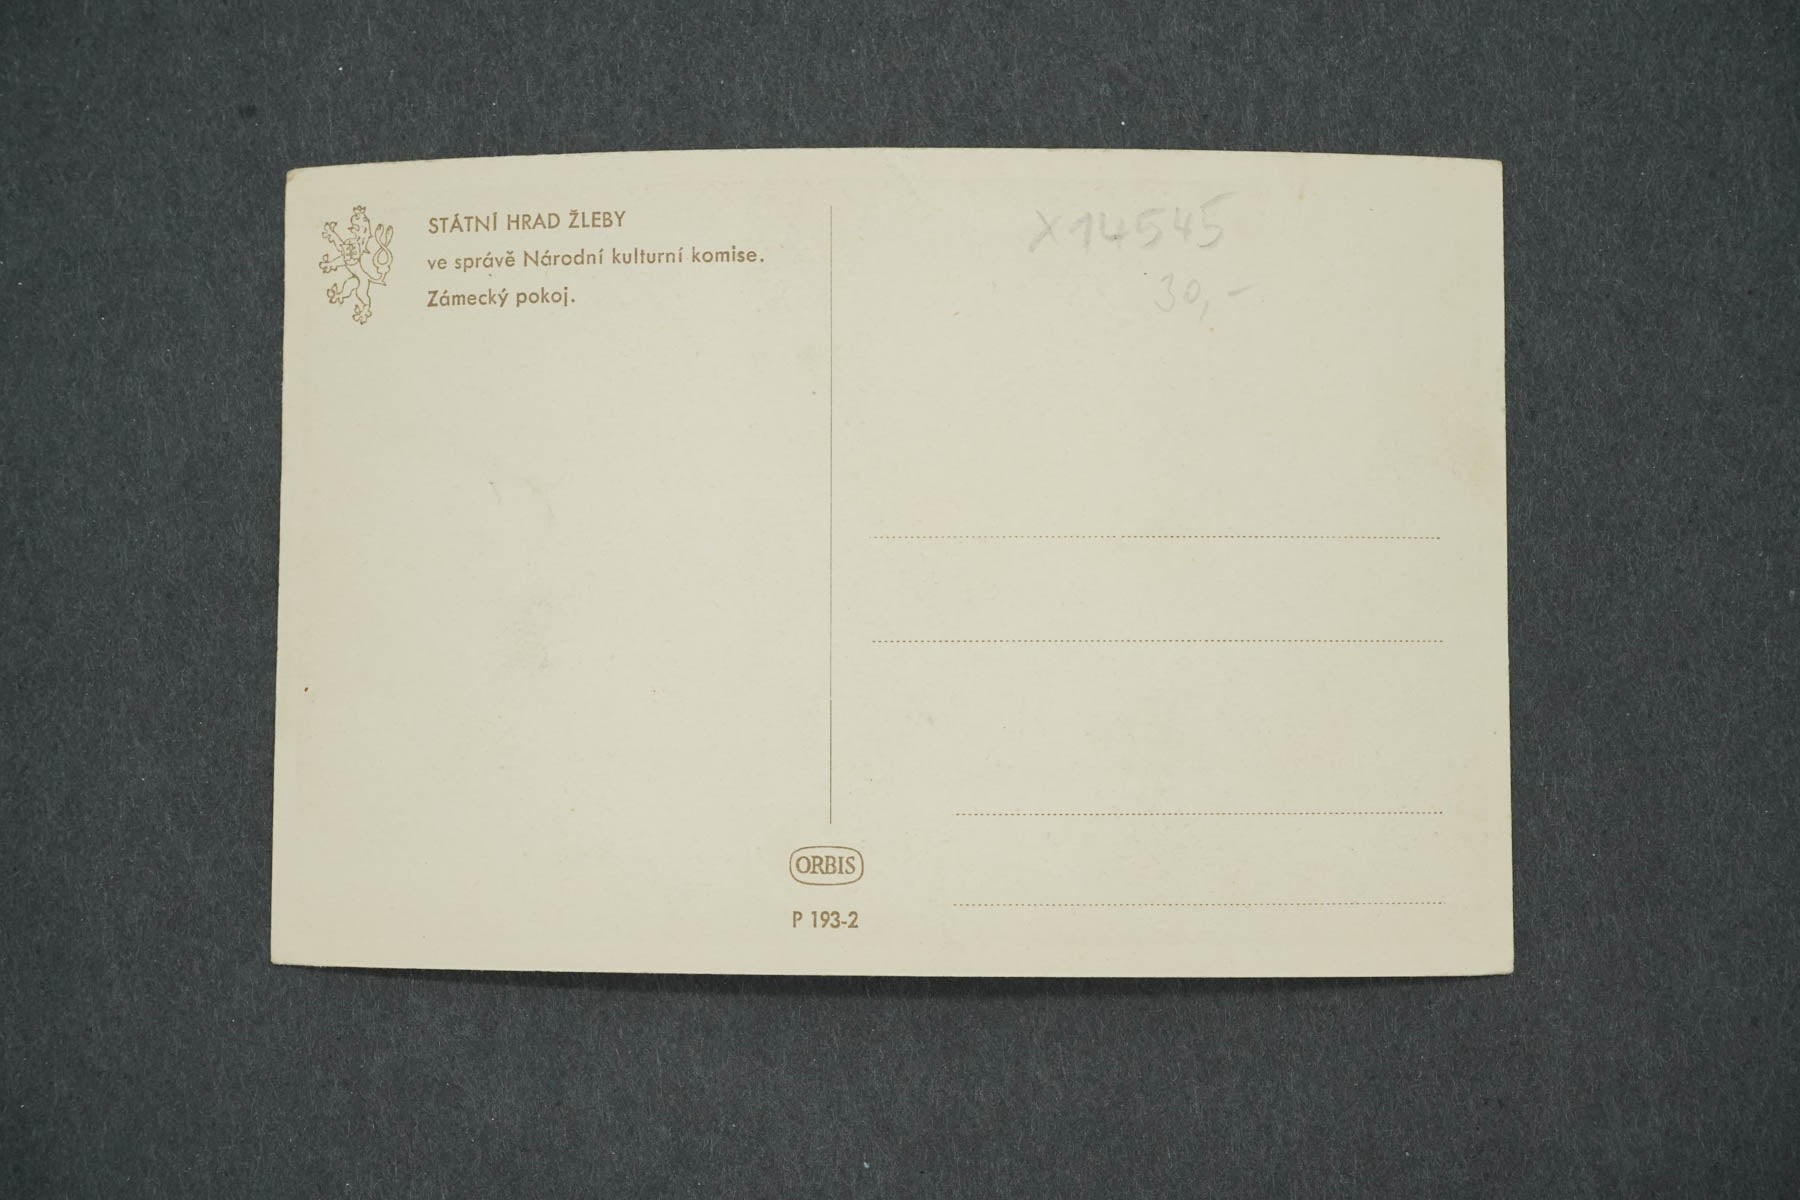 STÁTNÍ HRAD ŽLEBY
ve správě Národní kulturní komise.
Zámecký pokoj.
X14545
30,-
ORBIS
P 193-2